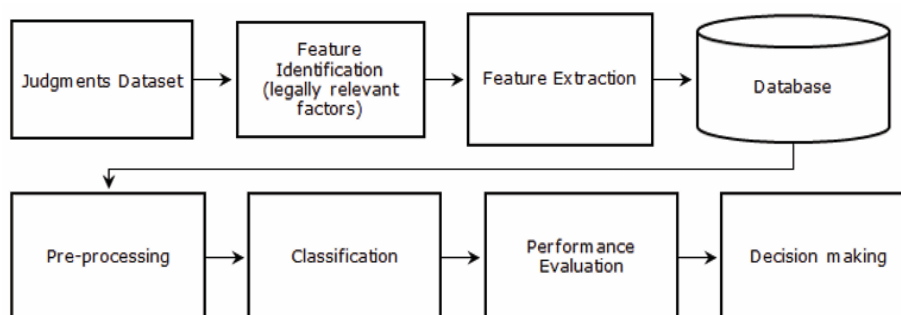 Judgments Dataset
Feature
Identification
(legally relevant
factors)
Feature Extraction
Database
Pre-processing
Classification
Performance
Evaluation
Decision making